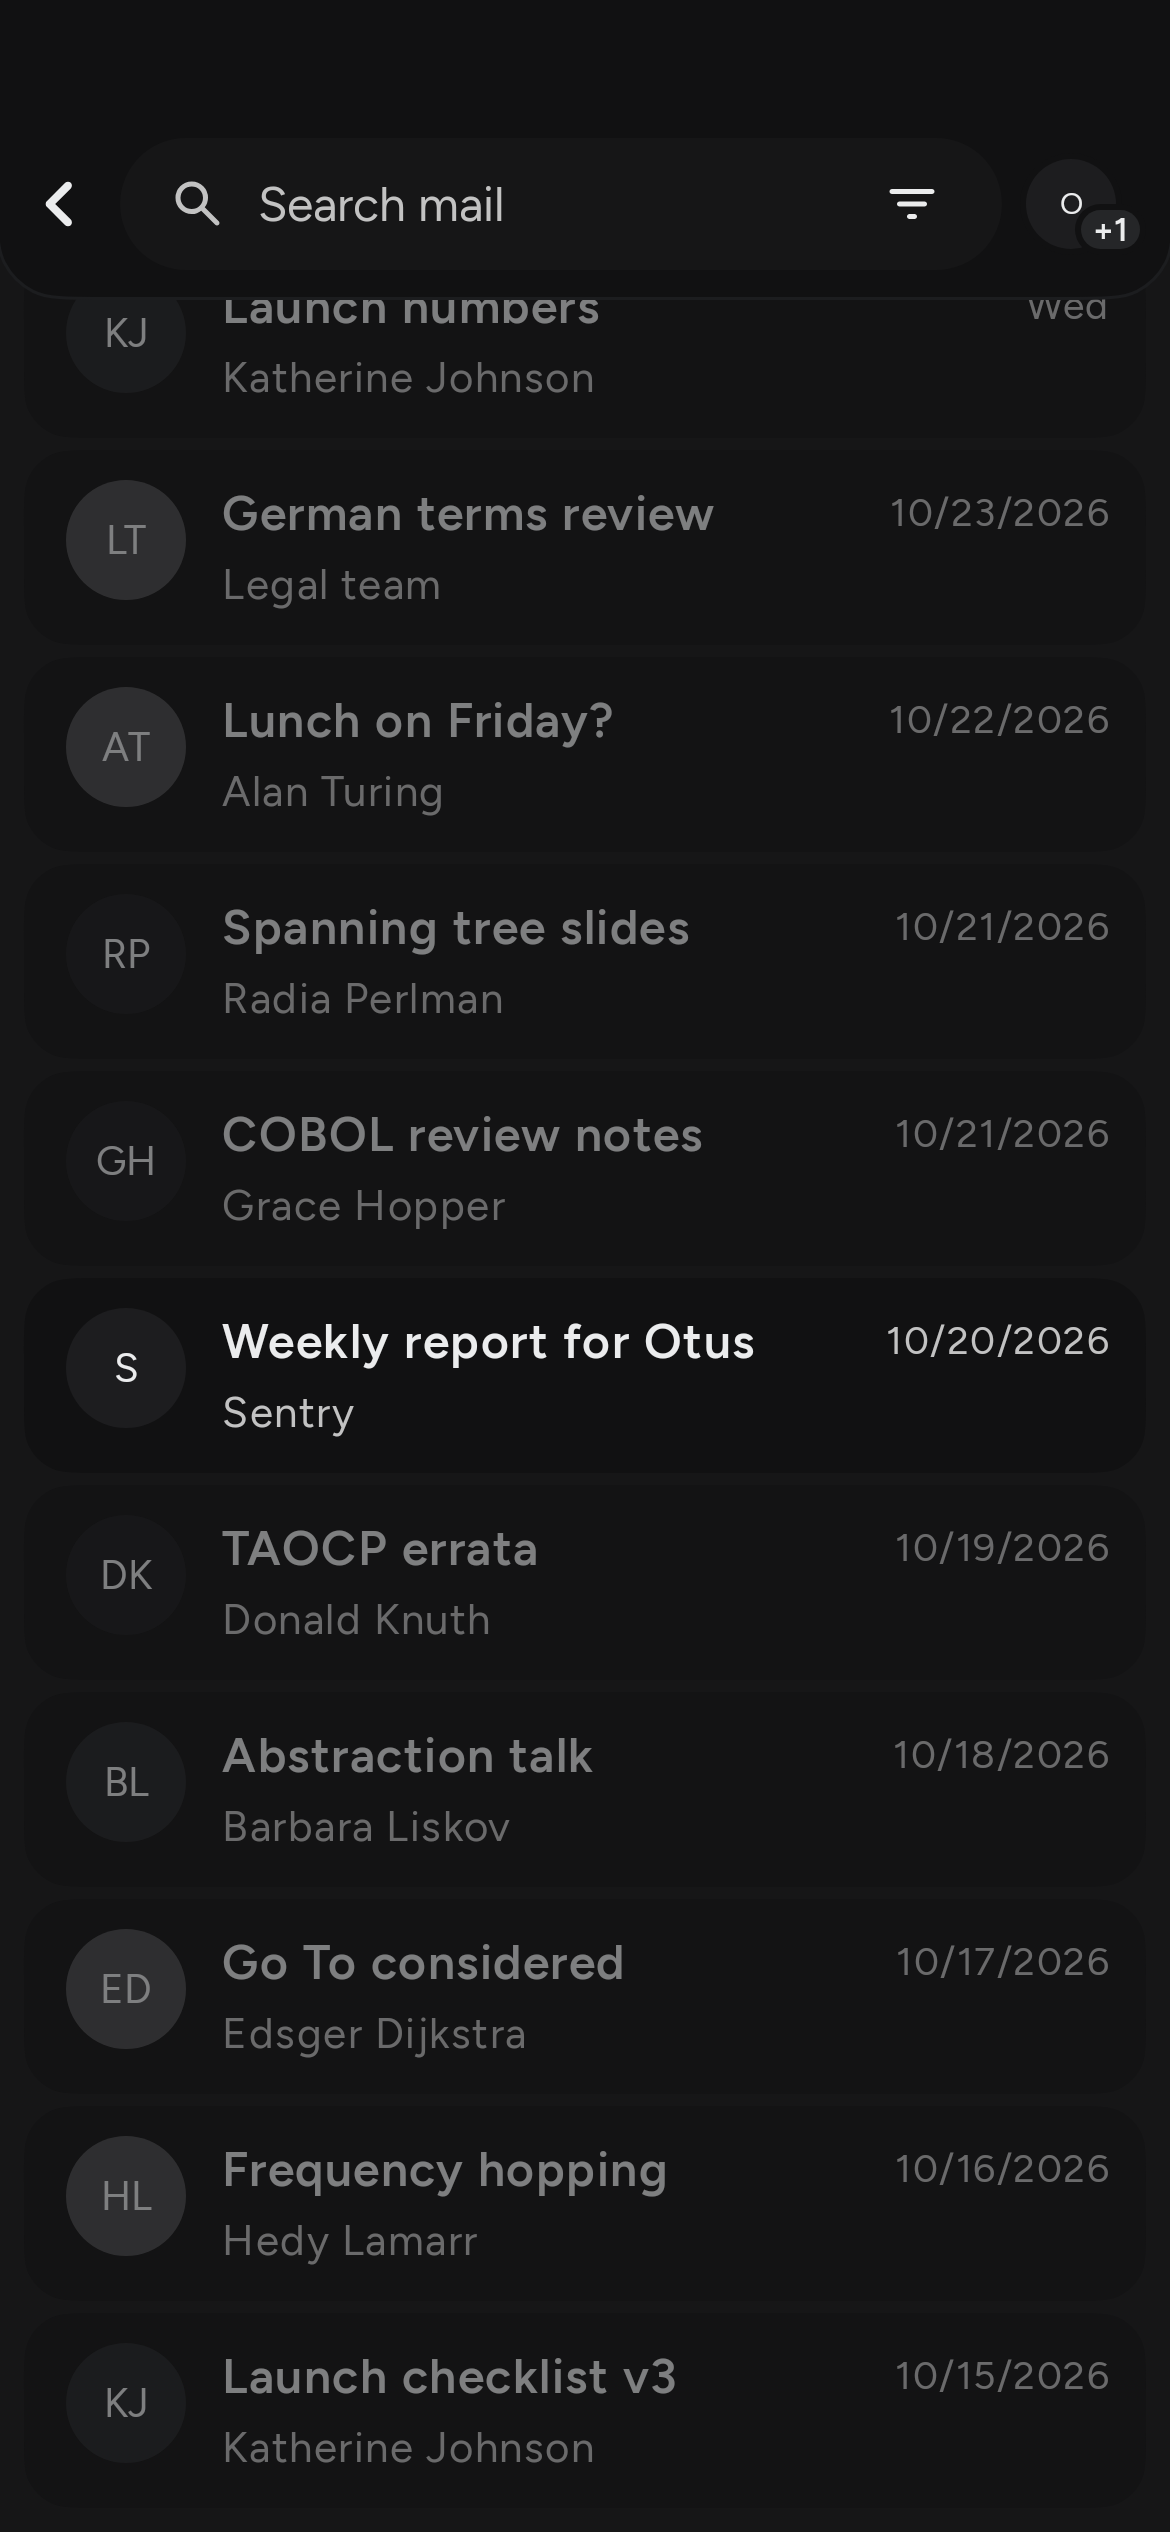 Search mail
O
+1
KJ
Launch numbers
Wed
Katherine Johnson
LT
German terms review
10/23/2026
Legal team
AT
Lunch on Friday?
10/22/2026
Alan Turing
RP
Spanning tree slides
10/21/2026
Radia Perlman
GH
COBOL review notes
10/21/2026
Grace Hopper
S
Weekly report for Otus
10/20/2026
Sentry
DK
TAOCP errata
10/19/2026
Donald Knuth
BL
Abstraction talk
10/18/2026
Barbara Liskov
ED
Go To considered
10/17/2026
Edsger Dijkstra
HL
Frequency hopping
10/16/2026
Hedy Lamarr
KJ
Launch checklist v3
10/15/2026
Katherine Johnson